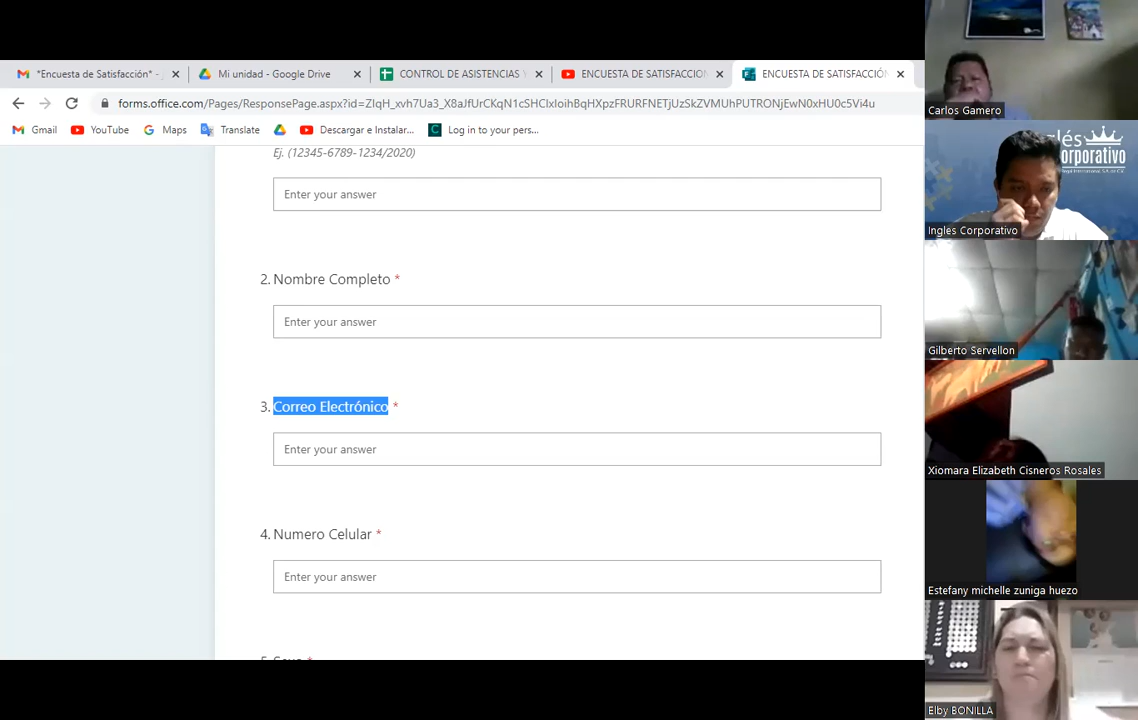 *Encuesta de Satisfacción* -
Mi unidad - Google Drive
CONTROL DE ASISTENCIAS Y
ENCUESTA DE SATISFACCION
ENCUESTA DE SATISFACCIÓN
forms.office.com/Pages/ResponsePage.aspx?id=ZIqH_xvh7Ua3_X8aJfUrCKqN1cSHCIxIoihBqHXpzFRURFNETjUzSkZVMUhPUTRONjEwN0xHU0c5Vi4u
Gmail
YouTube
Maps
Translate
Descargar e Instalar...
Log in to your pers...
Ej. (12345-6789-1234/2020)
Enter your answer
2. Nombre Completo *
Enter your answer
3. Correo Electrónico *
Enter your answer
4. Numero Celular *
Enter your answer
Carlos Gamero
Ingles Corporativo
Gilberto Servellon
Xiomara Elizabeth Cisneros Rosales
Estefany michelle zuniga huezo
Elby BONILLA